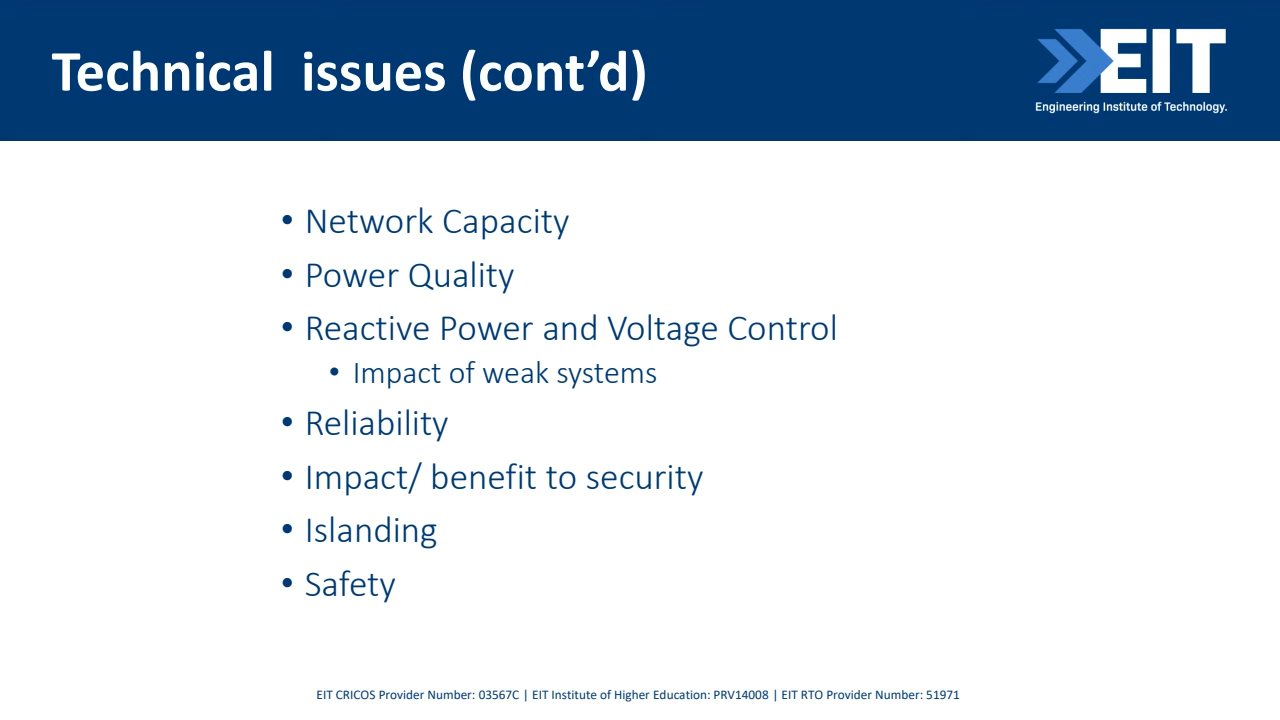 Technical issues (cont’d)
EIT
Engineering Institute of Technology.
• Network Capacity
• Power Quality
• Reactive Power and Voltage Control
• Impact of weak systems
• Reliability
• Impact/ benefit to security
• Islanding
• Safety
EIT CRICOS Provider Number: 03567C | EIT Institute of Higher Education: PRV14008 | EIT RTO Provider Number: 51971